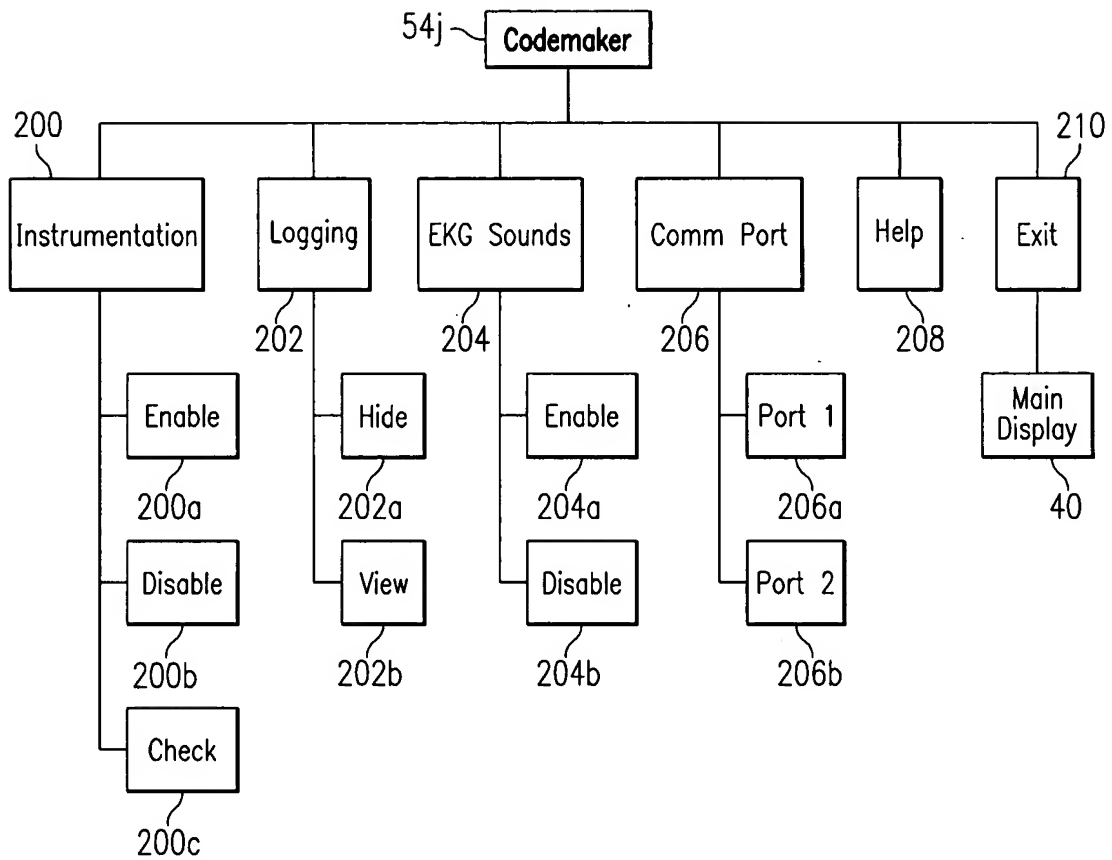 54j
Codemaker
200
210
Instrumentation
Logging
EKG Sounds
Comm Port
Help
Exit
202
204
206
208
Enable
Hide
Enable
Port 1
Main
Display
200a
202a
204a
206a
40
Disable
View
Disable
Port 2
200b
202b
204b
206b
Check
200c